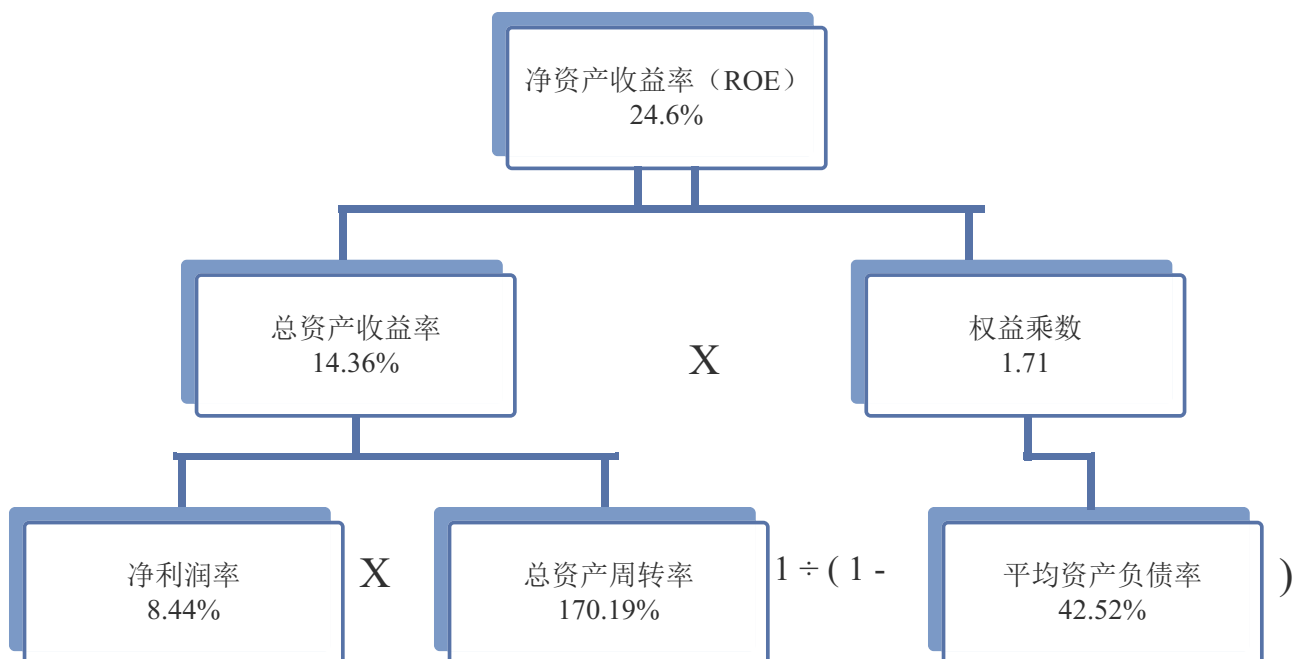 净资产收益率（ROE）
24.6%
总资产收益率
14.36%
X
权益乘数
1.71
净利润率
8.44%
X
总资产周转率
170.19%
1 ÷ ( 1 -
平均资产负债率
42.52%
)